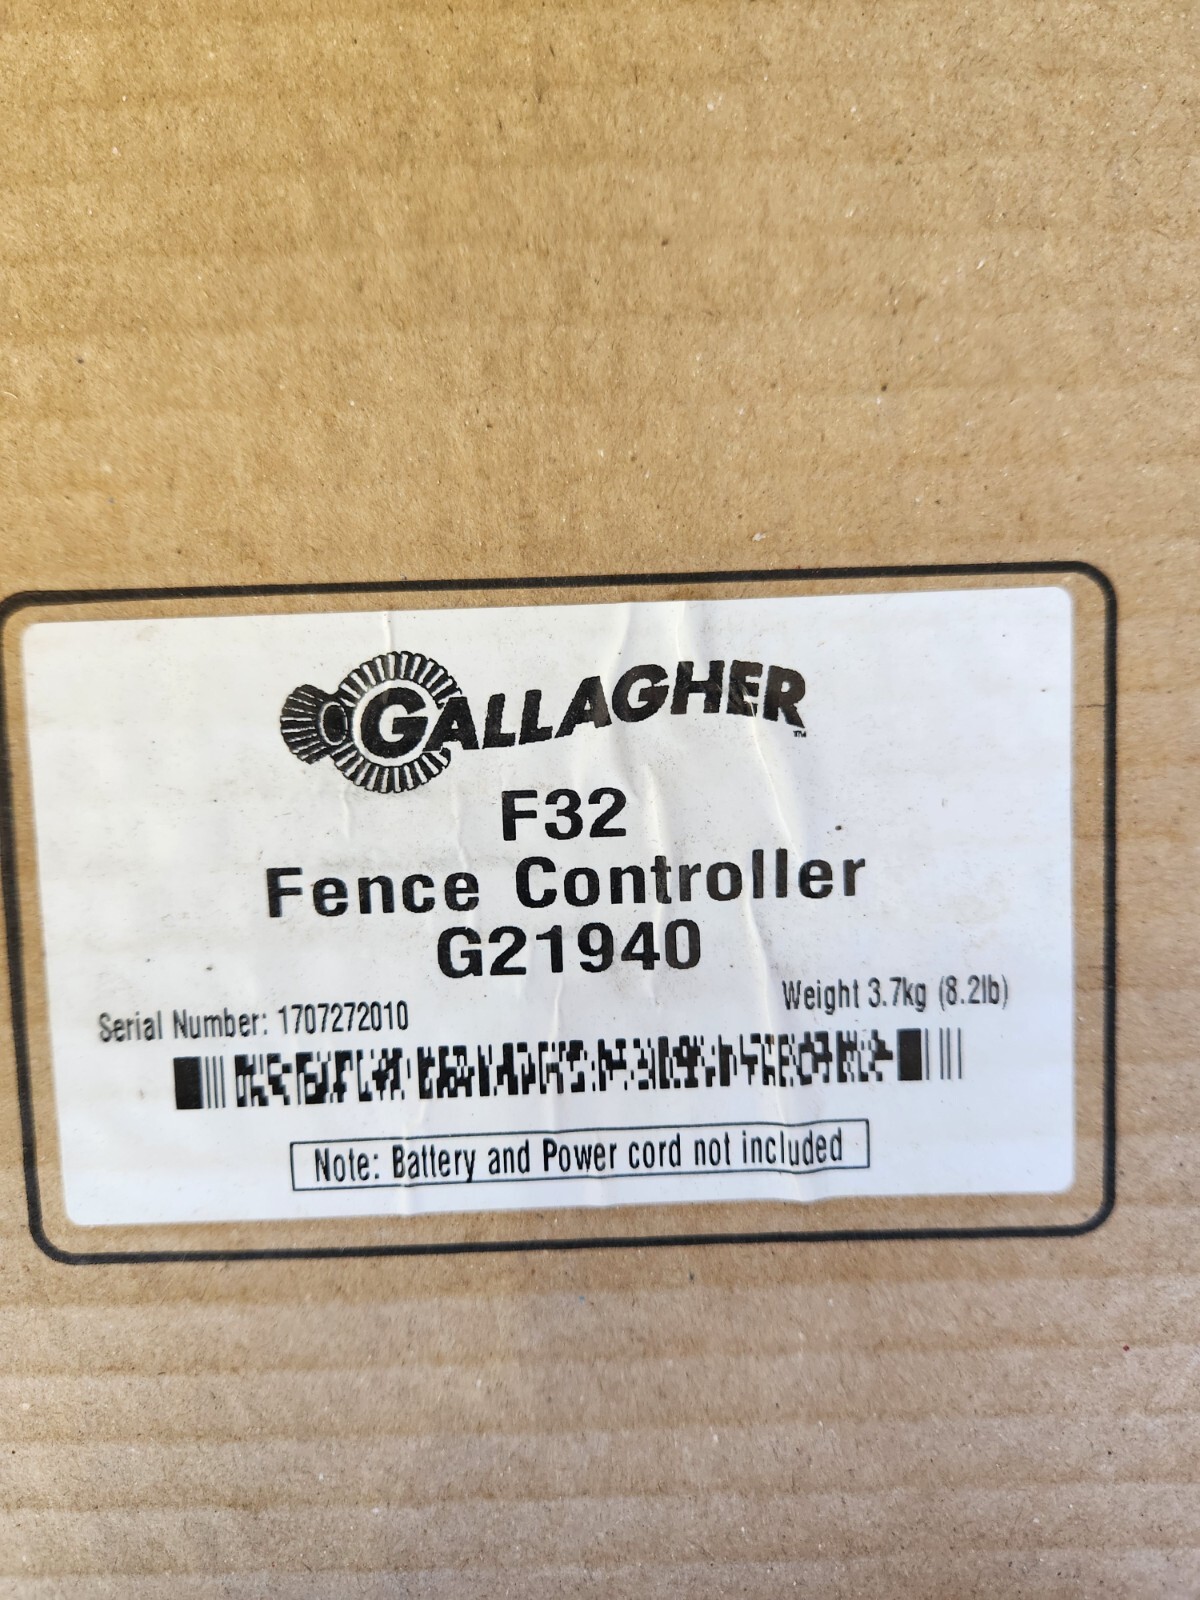 GALLAGHER™
F32
Fence Controller
G21940
Serial Number: 1707272010
Weight 3.7kg (8.2lb)
Note: Battery and Power cord not included